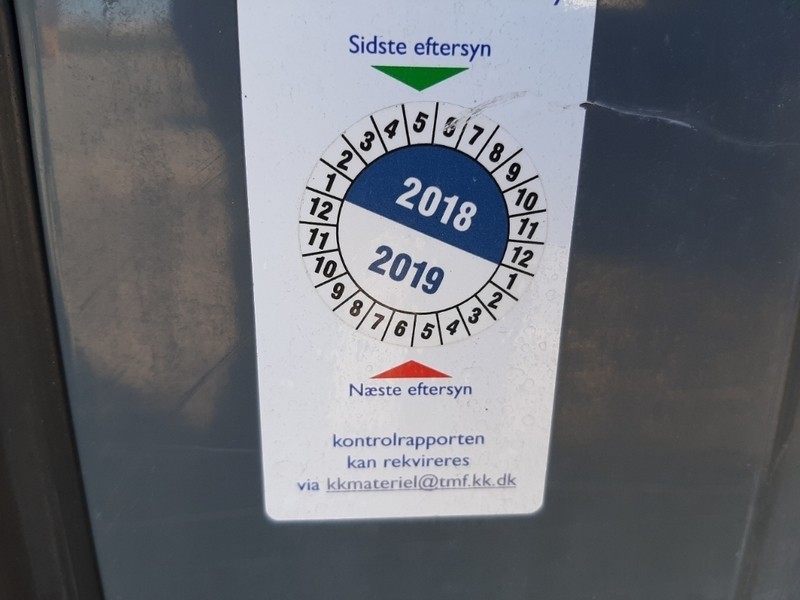 Sidste eftersyn
1 2 3 4 5 6 7 8 9 10 11 12
2018
2019
12 11 10 9 8 7 6 5 4 3 2 1
Næste eftersyn
kontrolrapporten
kan rekvireres
via kkmateriel@tmf.kk.dk